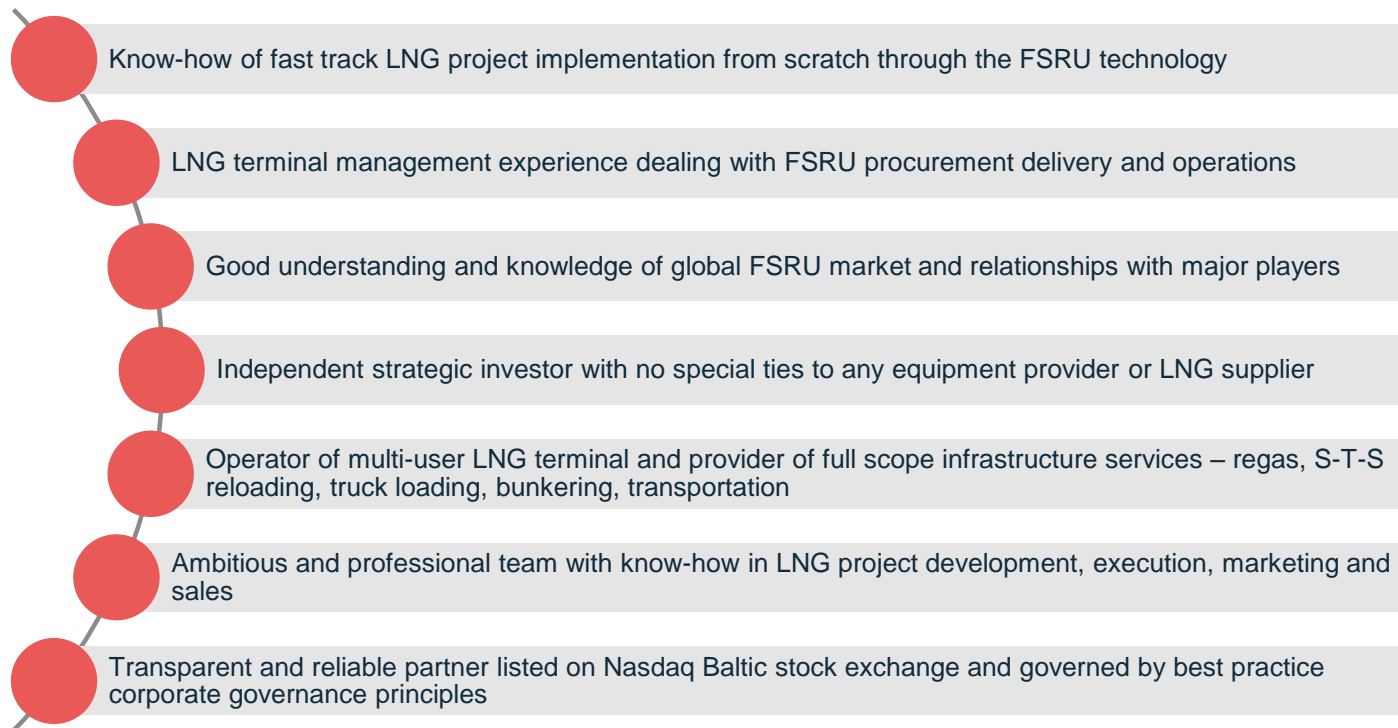 Know-how of fast track LNG project implementation from scratch through the FSRU technology
LNG terminal management experience dealing with FSRU procurement delivery and operations
Good understanding and knowledge of global FSRU market and relationships with major players
Independent strategic investor with no special ties to any equipment provider or LNG supplier
Operator of multi-user LNG terminal and provider of full scope infrastructure services – regas, S-T-S
reloading, truck loading, bunkering, transportation
Ambitious and professional team with know-how in LNG project development, execution, marketing and
sales
Transparent and reliable partner listed on Nasdaq Baltic stock exchange and governed by best practice
corporate governance principles